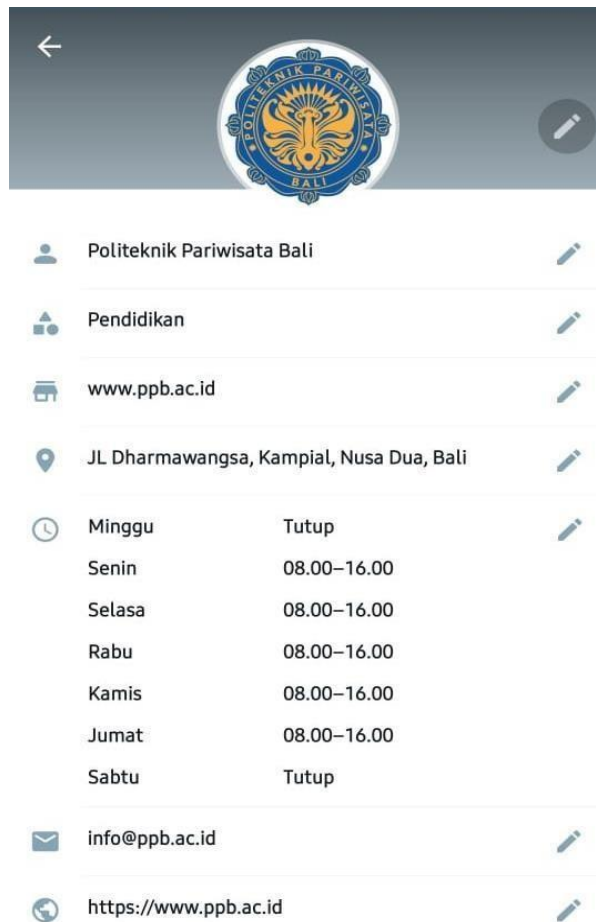 POLITEKNIK PARIWISATA
BALI
Politeknik Pariwisata Bali
Pendidikan
www.ppb.ac.id
JL Dharmawangsa, Kampial, Nusa Dua, Bali
Minggu Tutup
Senin 08.00–16.00
Selasa 08.00–16.00
Rabu 08.00–16.00
Kamis 08.00–16.00
Jumat 08.00–16.00
Sabtu Tutup
info@ppb.ac.id
https://www.ppb.ac.id